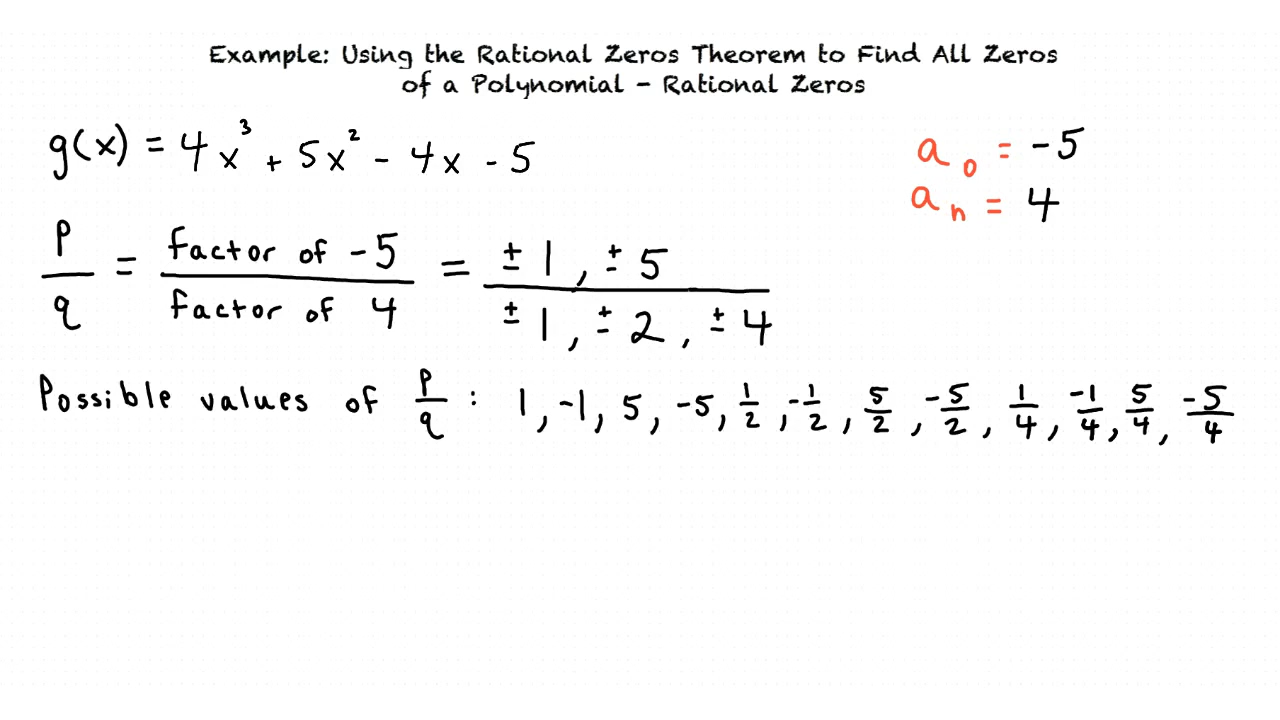 Example: Using the Rational Zeros Theorem to Find All Zeros
of a Polynomial - Rational Zeros
g(x) = 4x³ + 5x² - 4x - 5
a₀ = -5
aₙ = 4
p/q = factor of -5 / factor of 4 = ±1, ±5 / ±1, ±2, ±4
Possible values of p/q : 1, -1, 5, -5, 1/2, -1/2, 5/2, -5/2, 1/4, -1/4, 5/4, -5/4